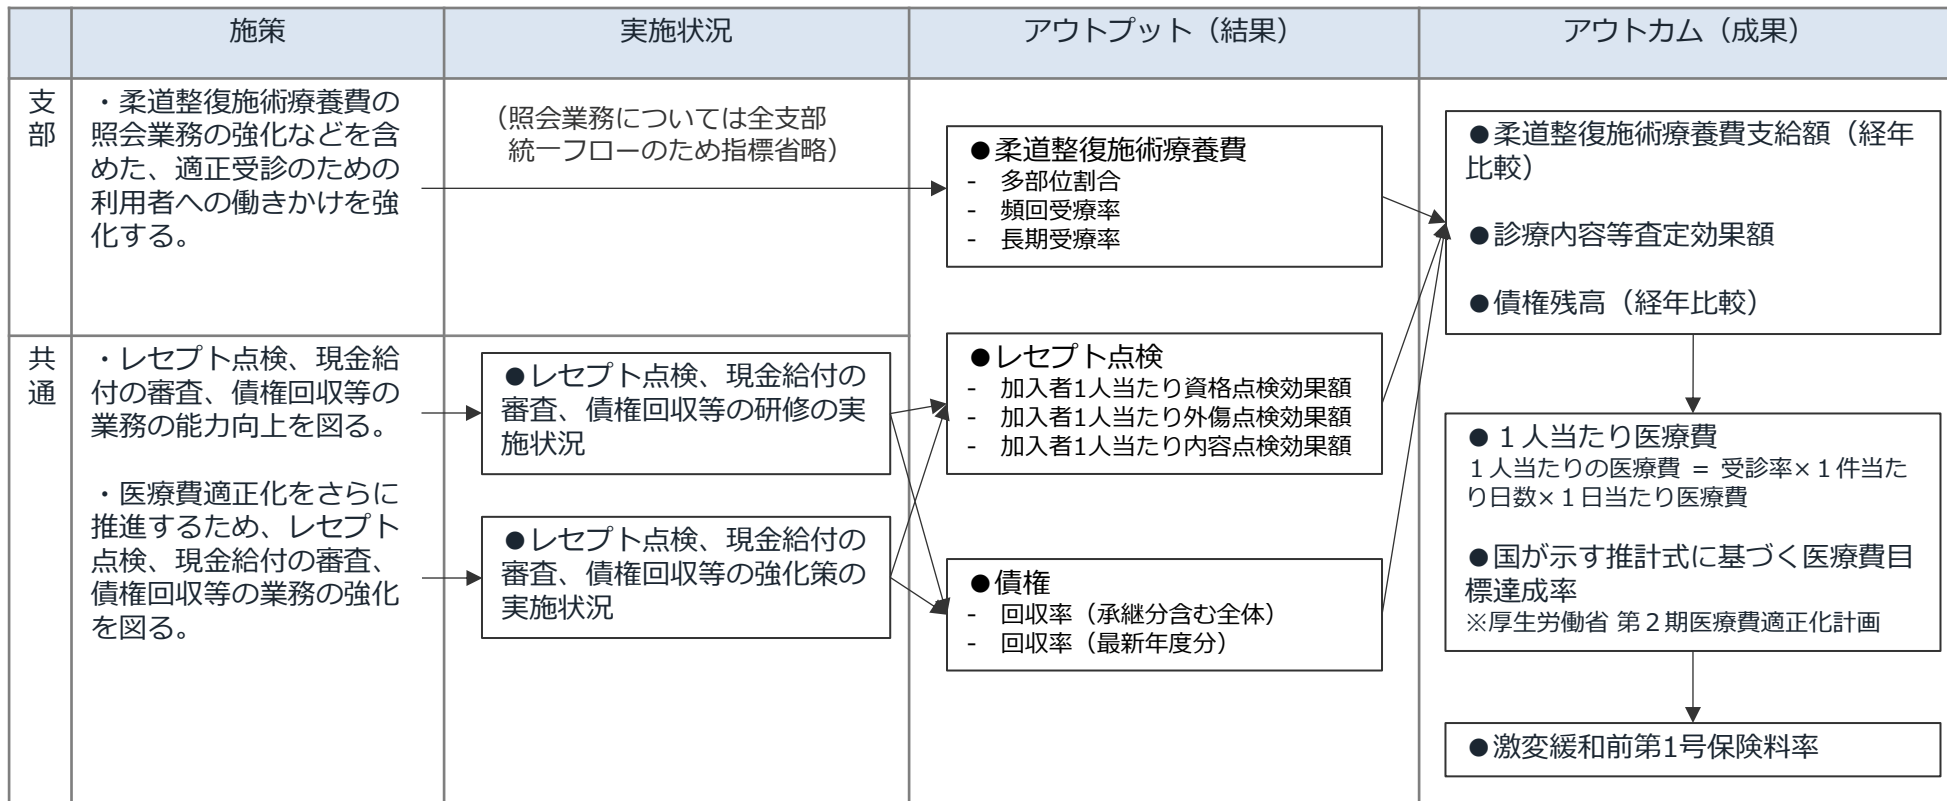 施策
実施状況
アウトプット（結果）
アウトカム（成果）
支部
・柔道整復施術療養費の
照会業務の強化などを含
めた、適正受診のための
利用者への働きかけを強
化する。
（照会業務については全支部
統一フローのため指標省略）
●柔道整復施術療養費
- 多部位割合
- 頻回受療率
- 長期受療率
●柔道整復施術療養費支給額（経年
比較）
●診療内容等査定効果額
●債権残高（経年比較）
共通
・レセプト点検、現金給
付の審査、債権回収等の
業務の能力向上を図る。
・医療費適正化をさらに
推進するため、レセプト
点検、現金給付の審査、
債権回収等の業務の強化
を図る。
●レセプト点検、現金給付の
審査、債権回収等の研修の実
施状況
●レセプト点検、現金給付の
審査、債権回収等の強化策の
実施状況
●レセプト点検
- 加入者1人当たり資格点検効果額
- 加入者1人当たり外傷点検効果額
- 加入者1人当たり内容点検効果額
●債権
- 回収率（承継分含む全体）
- 回収率（最新年度分）
●１人当たり医療費
１人当たりの医療費 ＝ 受診率×１件当た
り日数×１日当たり医療費
●国が示す推計式に基づく医療費目
標達成率
※厚生労働省 第２期医療費適正化計画
●激変緩和前第1号保険料率